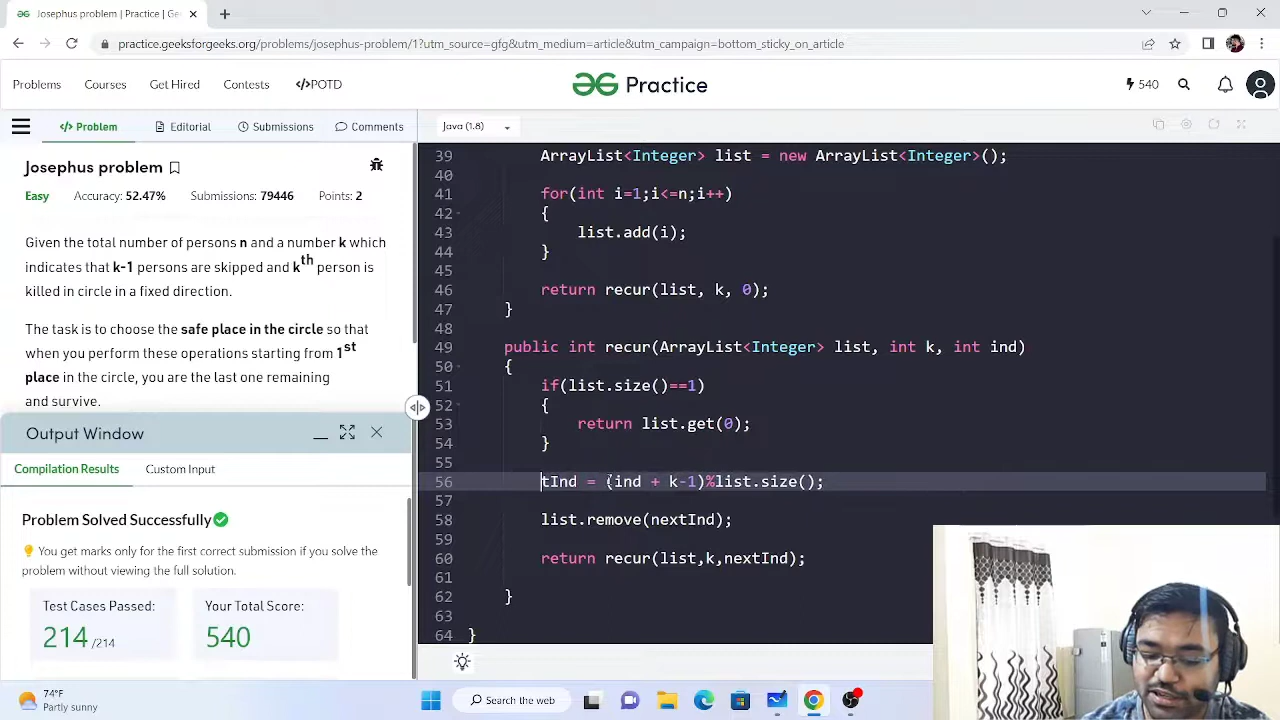 Josephus problem | Practice | Ge
practice.geeksforgeeks.org/problems/josephus-problem/1?utm_source=gfg&utm_medium=article&utm_campaign=bottom_sticky_on_article
Problems
Courses
Get Hired
Contests
</>POTD
Practice
540
</> Problem
Editorial
Submissions
Comments
Java (1.8)
Josephus problem
Easy
Accuracy: 52.47%
Submissions: 79446
Points: 2
Given the total number of persons n and a number k which
indicates that k-1 persons are skipped and kth person is
killed in circle in a fixed direction.
The task is to choose the safe place in the circle so that
when you perform these operations starting from 1st
place in the circle, you are the last one remaining
and survive.
Output Window
Compilation Results
Custom Input
Problem Solved Successfully
You get marks only for the first correct submission if you solve the
problem without viewing the full solution.
Test Cases Passed:
214 /214
Your Total Score:
540
39 ArrayList<Integer> list = new ArrayList<Integer>();
40
41 for(int i=1;i<=n;i++)
42 {
43 list.add(i);
44 }
45
46 return recur(list, k, 0);
47 }
48
49 public int recur(ArrayList<Integer> list, int k, int ind)
50 {
51 if(list.size()==1)
52 {
53 return list.get(0);
54 }
55
56 tInd = (ind + k-1)%list.size();
57
58 list.remove(nextInd);
59
60 return recur(list,k,nextInd);
61
62 }
63
64 }
74°F
Partly sunny
Search the web